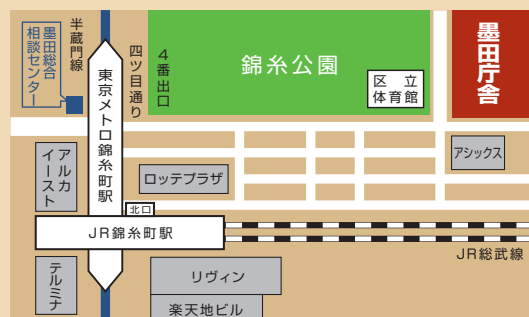 半蔵門線
墨田総合
相談センター
東京メトロ錦糸町駅
四ツ目通り
4番出口
錦糸公園
区立
体育館
墨田庁舎
アルカ
イースト
ロッテプラザ
アシックス
北口
JR錦糸町駅
JR総武線
テルミナ
リヴィン
楽天地ビル